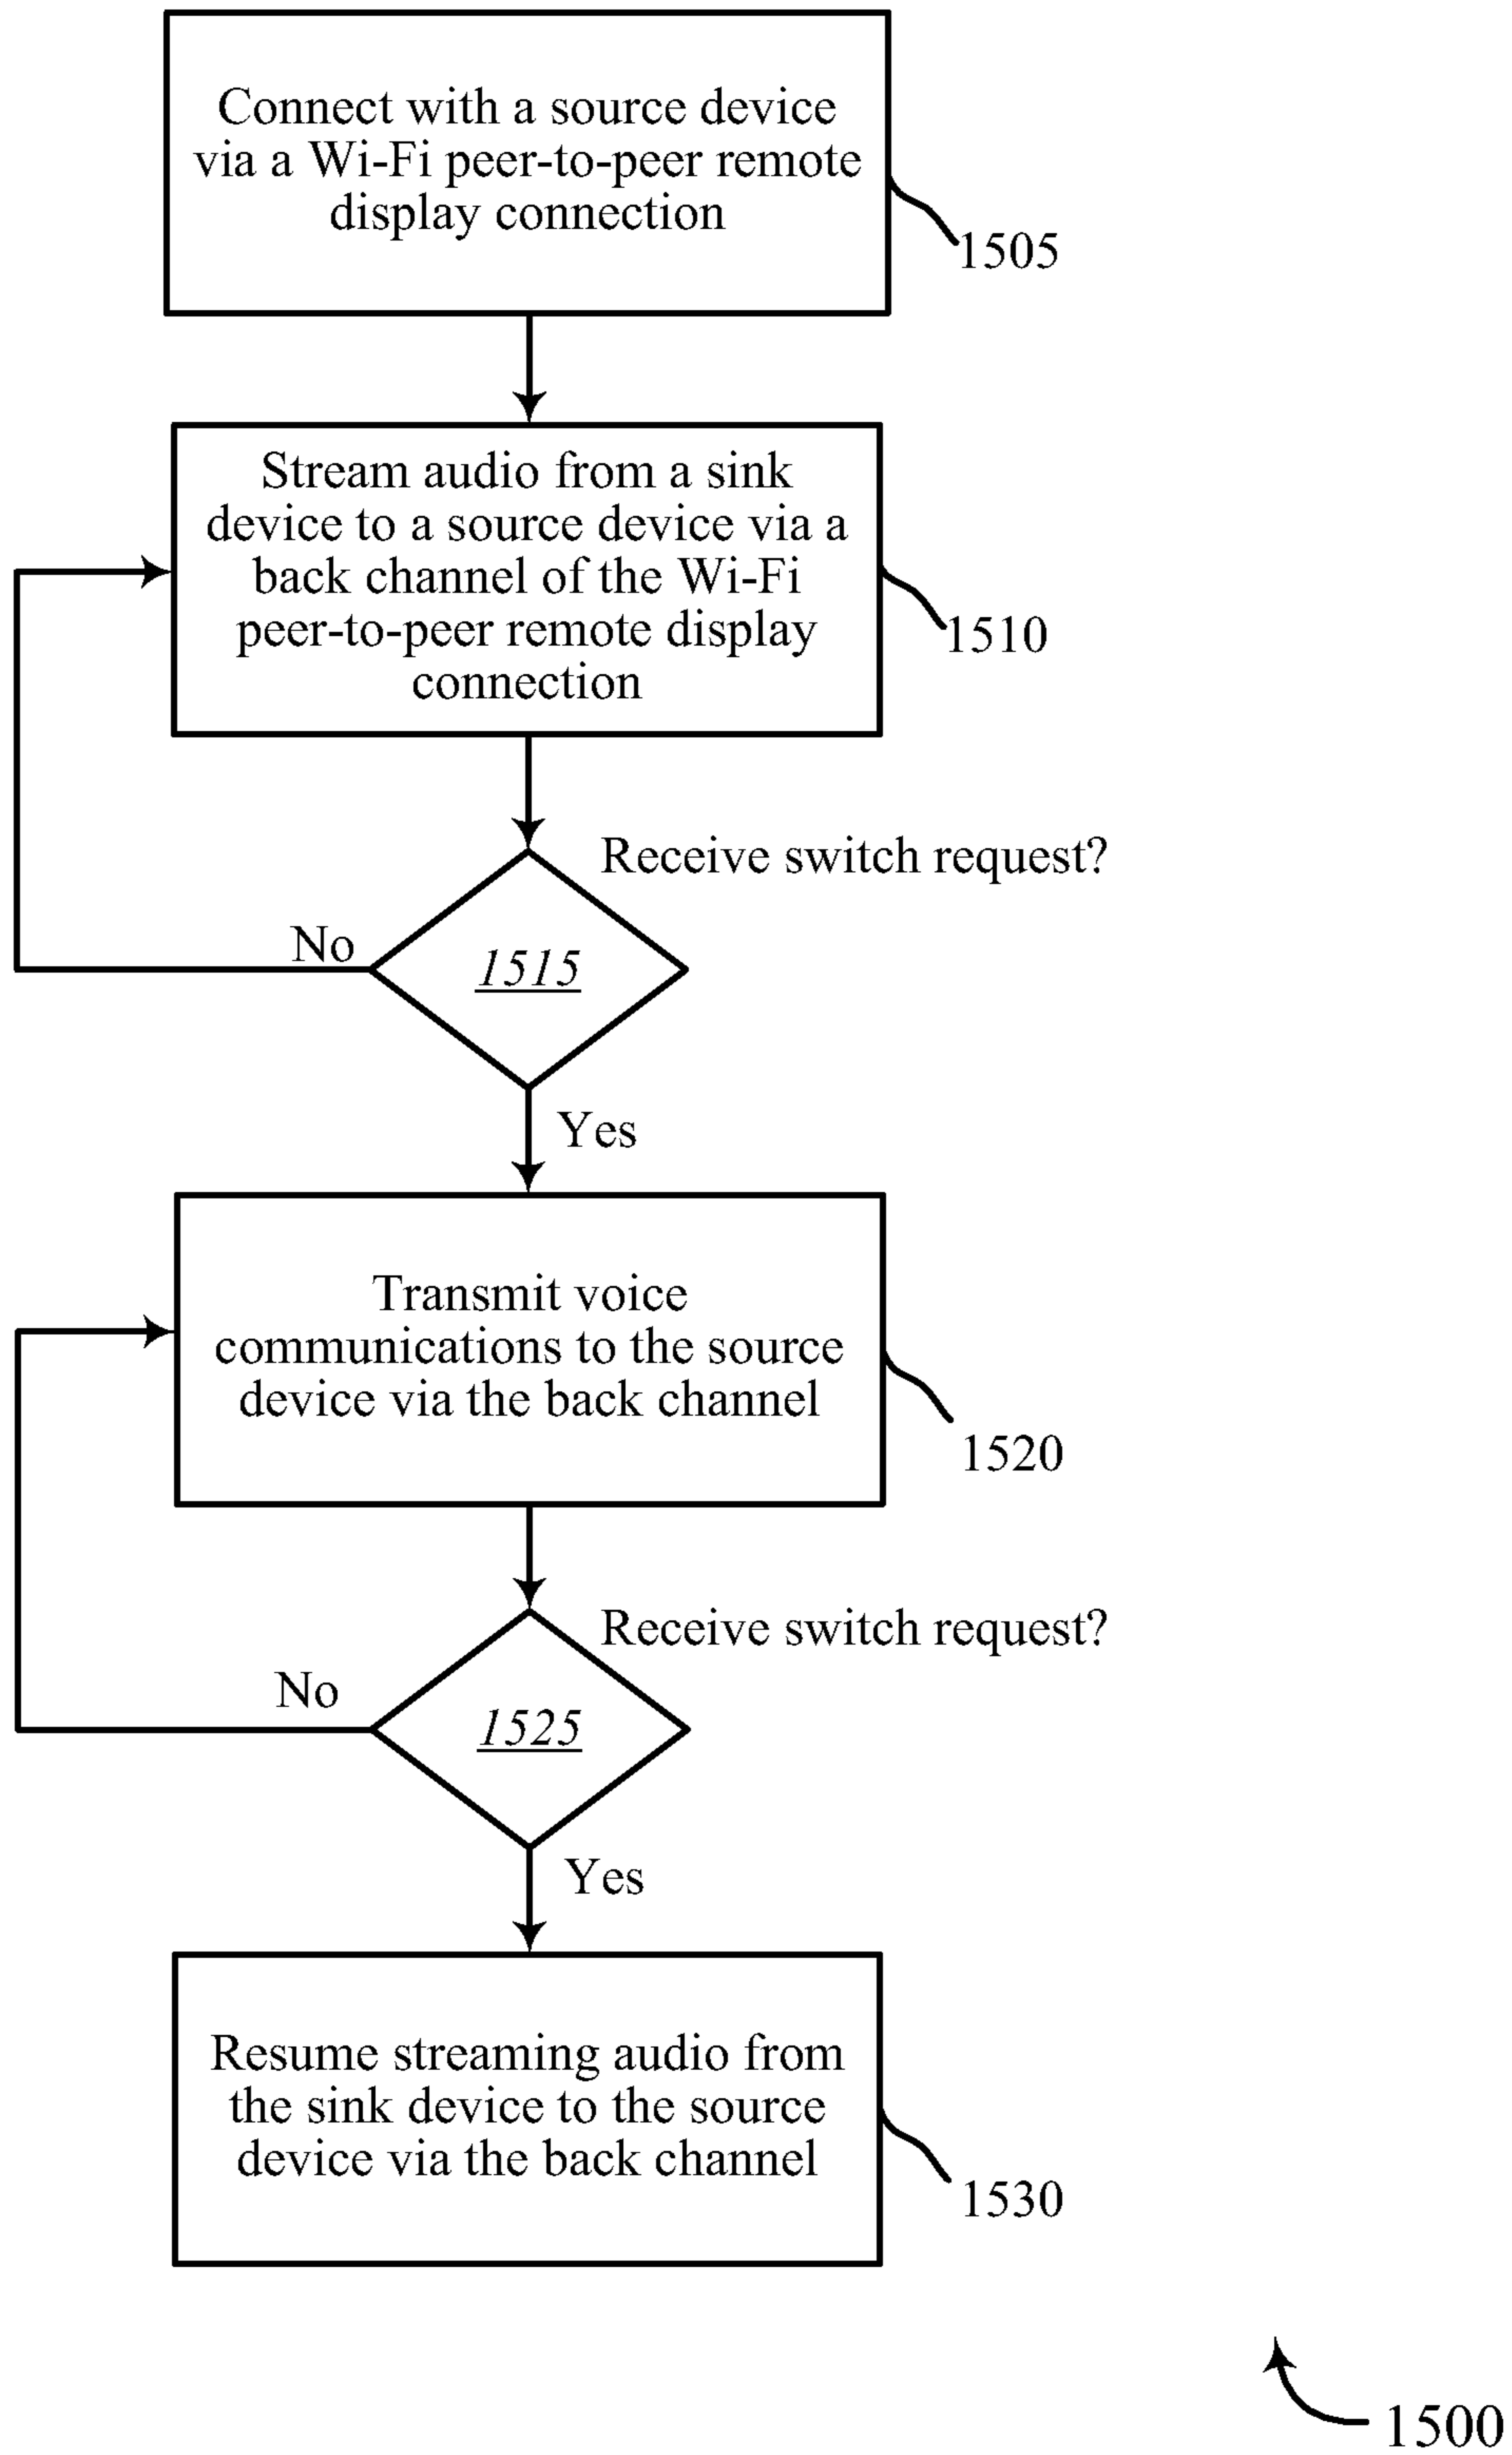 Connect with a source device
via a Wi-Fi peer-to-peer remote
display connection
1505
Stream audio from a sink
device to a source device via a
back channel of the Wi-Fi
peer-to-peer remote display
connection
1510
Receive switch request?
No
1515
Yes
Transmit voice
communications to the source
device via the back channel
1520
Receive switch request?
No
1525
Yes
Resume streaming audio from
the sink device to the source
device via the back channel
1530
1500